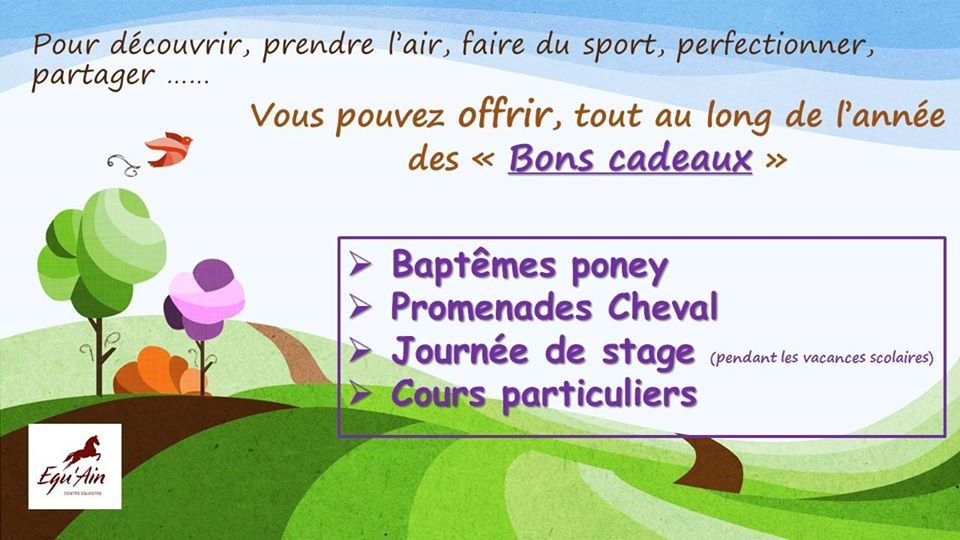 Pour découvrir, prendre l'air, faire du sport, perfectionner,
partager ......
Vous pouvez offrir, tout au long de l'année
des « Bons cadeaux »
➢ Baptêmes poney
➢ Promenades Cheval
➢ Journée de stage (pendant les vacances scolaires)
➢ Cours particuliers
Equ'Ain
CENTRE EQUESTRE